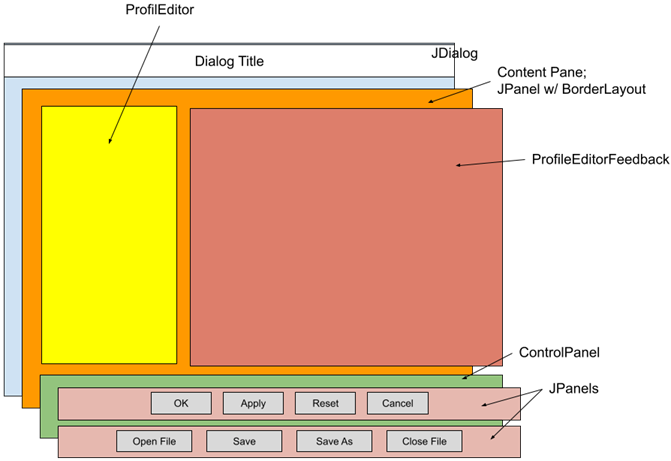 ProfilEditor
JDialog
Dialog Title
Content Pane;
JPanel w/ BorderLayout
ProfileEditorFeedback
ControlPanel
JPanels
OK Apply Reset Cancel
Open File Save Save As Close File